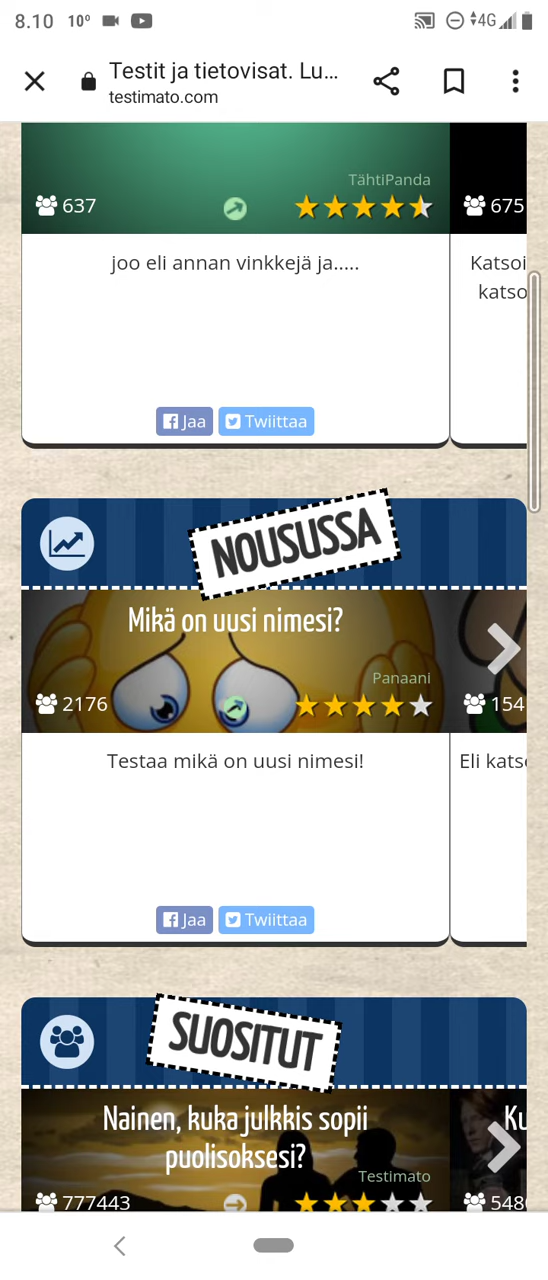 8.10 10° 4G
Testit ja tietovisat. Lu...
testimato.com
TähtiPanda
637
675
joo eli annan vinkkejä ja.....
Katsoi
katso
Jaa Twiittaa
NOUSUSSA
Mikä on uusi nimesi?
Panaani
2176
154
Testaa mikä on uusi nimesi!
Eli katso
Jaa Twiittaa
SUOSITUT
Nainen, kuka julkkis sopii
puolisoksesi?
Ku
Testimato
777443
548